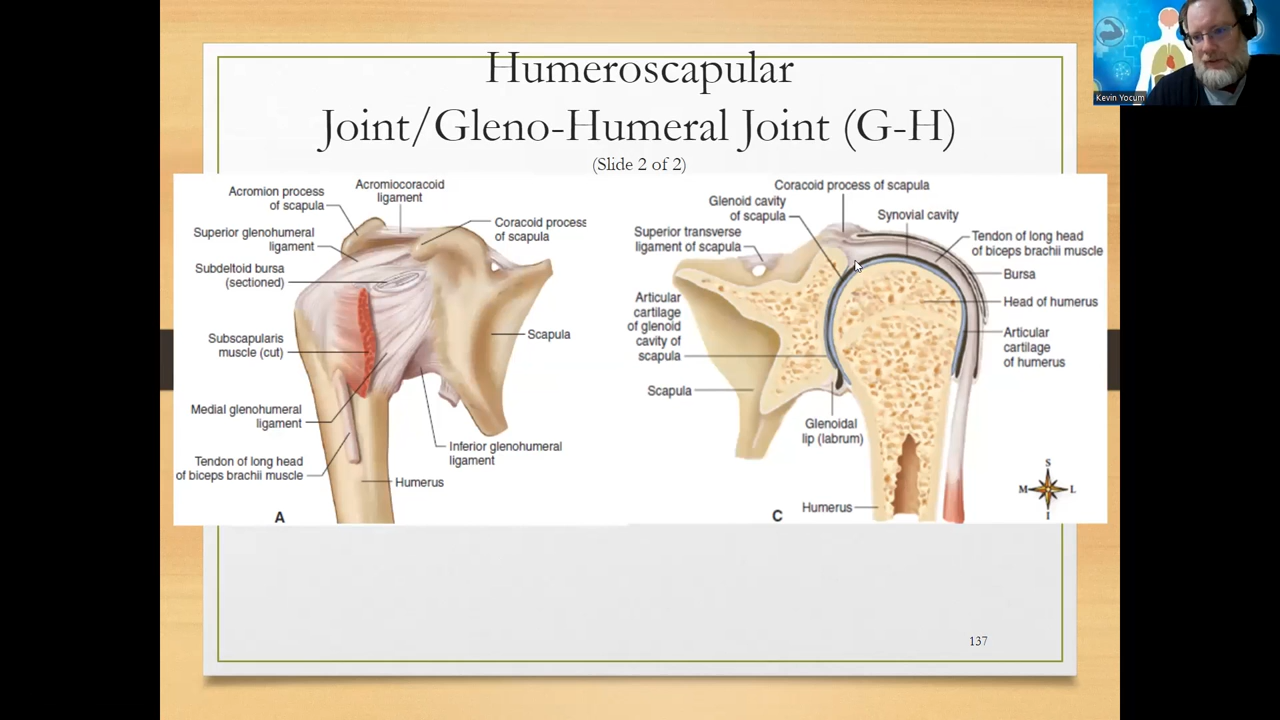 Humeroscapular
Joint/Gleno-Humeral Joint (G-H)
(Slide 2 of 2)
Kevin Yocum
Acromion process
of scapula
Acromiocoracoid
ligament
Coracoid process
of scapula
Superior glenohumeral
ligament
Subdeltoid bursa
(sectioned)
Subscapularis
muscle (cut)
Scapula
Medial glenohumeral
ligament
Tendon of long head
of biceps brachii muscle
Inferior glenohumeral
ligament
Humerus
A
Coracoid process of scapula
Glenoid cavity
of scapula
Synovial cavity
Superior transverse
ligament of scapula
Tendon of long head
of biceps brachii muscle
Bursa
Head of humerus
Articular
cartilage
of glenoid
cavity of
scapula
Articular
cartilage
of humerus
Scapula
Glenoidal
lip (labrum)
Humerus
C
S
M
L
I
137